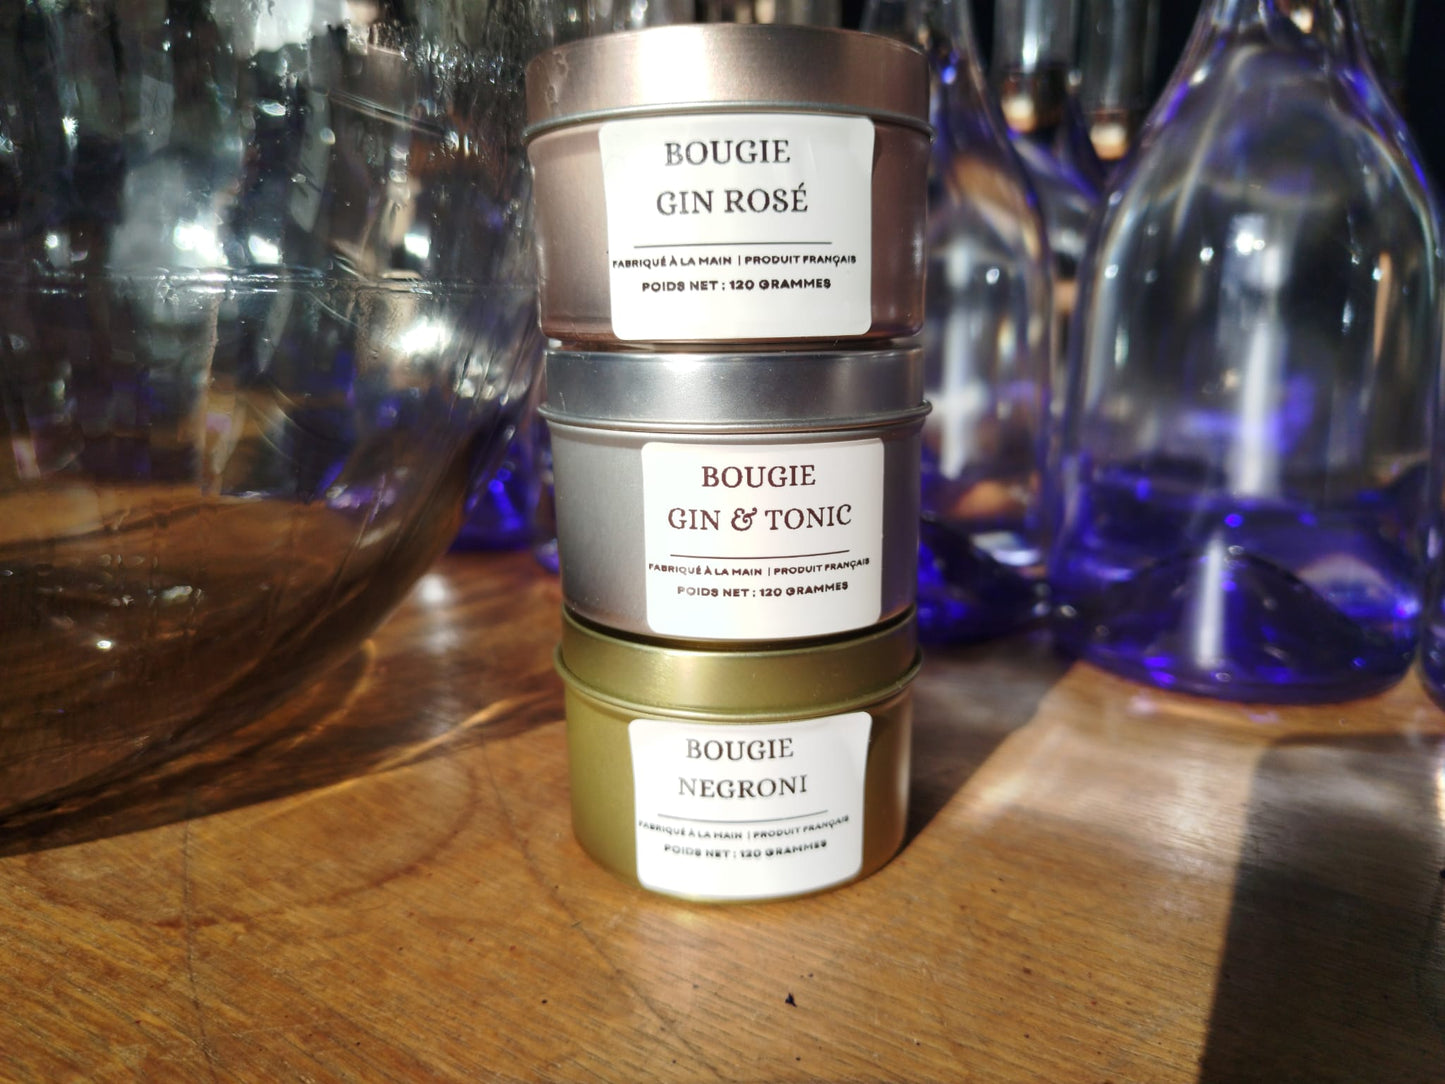 BOUGIE
GIN ROSÉ
FABRIQUÉ À LA MAIN | PRODUIT FRANÇAIS
POIDS NET : 120 GRAMMES
BOUGIE
GIN & TONIC
FABRIQUÉ À LA MAIN | PRODUIT FRANÇAIS
POIDS NET : 120 GRAMMES
BOUGIE
NEGRONI
FABRIQUÉ À LA MAIN | PRODUIT FRANÇAIS
POIDS NET : 120 GRAMMES